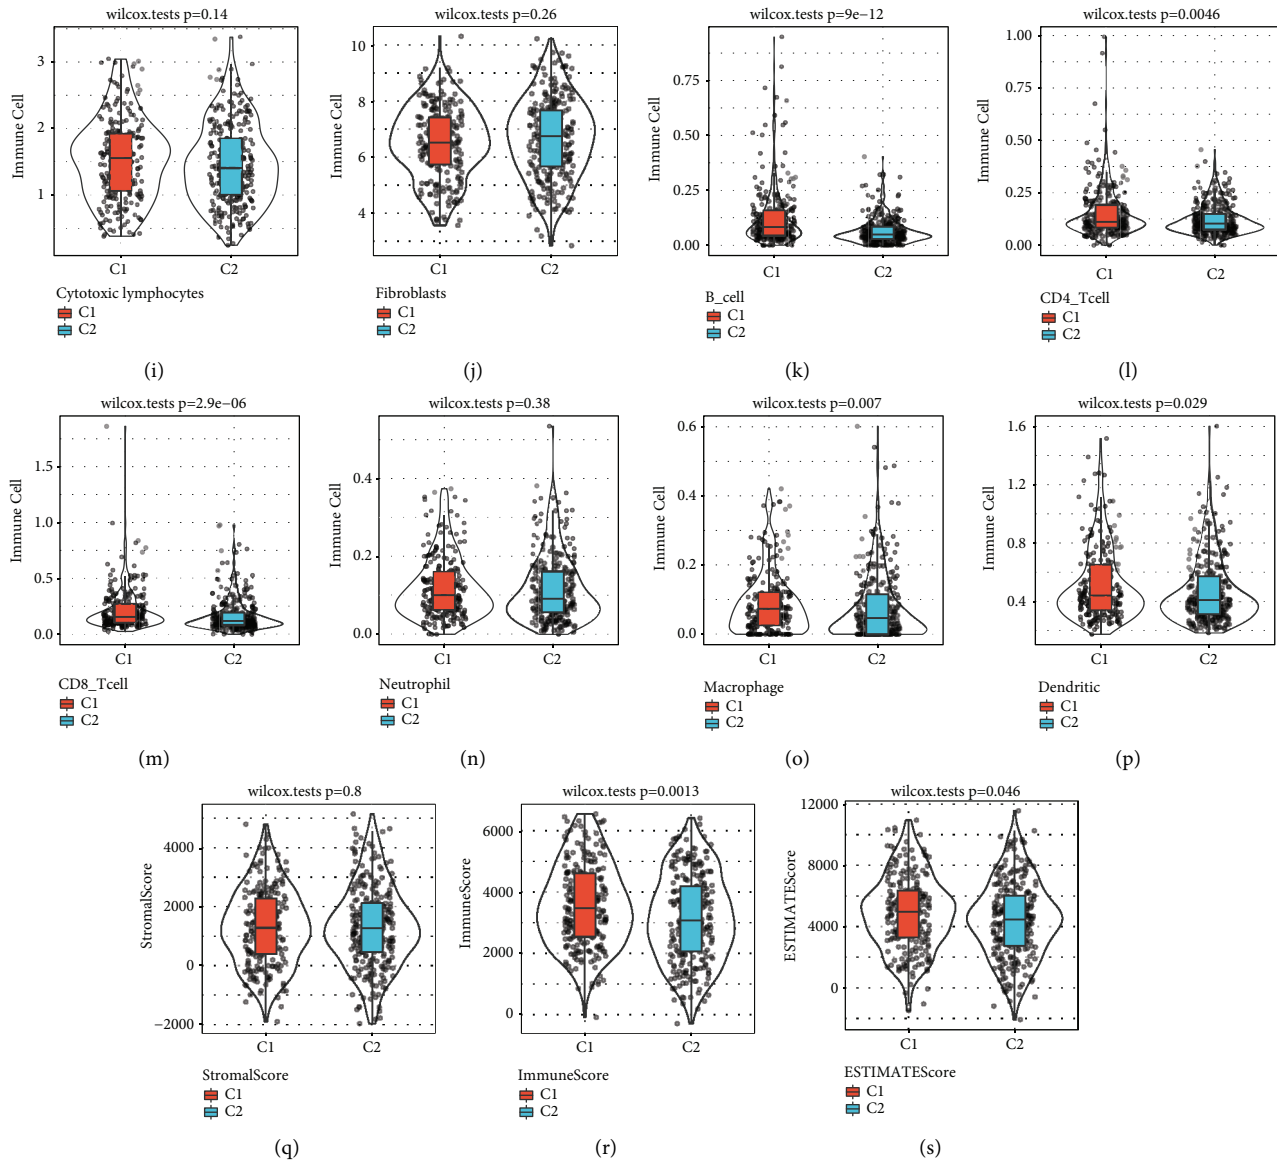 wilcox.tests p=0.14
Immune Cell
3
2
1
C1
C2
Cytotoxic lymphocytes
C1
C2
(i)
wilcox.tests p=0.26
Immune Cell
10
8
6
4
C1
C2
Fibroblasts
C1
C2
(j)
wilcox.tests p=9e−12
Immune Cell
0.75
0.50
0.25
0.00
C1
C2
B_cell
C1
C2
(k)
wilcox.tests p=0.0046
Immune Cell
1.00
0.75
0.50
0.25
0.00
C1
C2
CD4_Tcell
C1
C2
(l)
wilcox.tests p=2.9e−06
Immune Cell
1.5
1.0
0.5
0.0
C1
C2
CD8_Tcell
C1
C2
(m)
wilcox.tests p=0.38
Immune Cell
0.4
0.2
0.0
C1
C2
Neutrophil
C1
C2
(n)
wilcox.tests p=0.007
Immune Cell
0.6
0.4
0.2
0.0
C1
C2
Macrophage
C1
C2
(o)
wilcox.tests p=0.029
Immune Cell
1.6
1.2
0.8
0.4
C1
C2
Dendritic
C1
C2
(p)
wilcox.tests p=0.8
StromalScore
4000
2000
0
−2000
C1
C2
StromalScore
C1
C2
(q)
wilcox.tests p=0.0013
ImmuneScore
6000
4000
2000
0
C1
C2
ImmuneScore
C1
C2
(r)
wilcox.tests p=0.046
ESTIMATEScore
12000
8000
4000
0
C1
C2
ESTIMATEScore
C1
C2
(s)